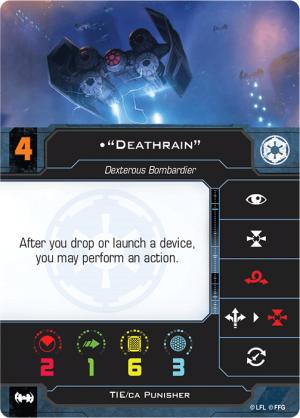 4
•“Deathrain”
Dexterous Bombardier
After you drop or launch a device,
you may perform an action.
2 1 6 3
TIE/ca Punisher
© LFL © FFG